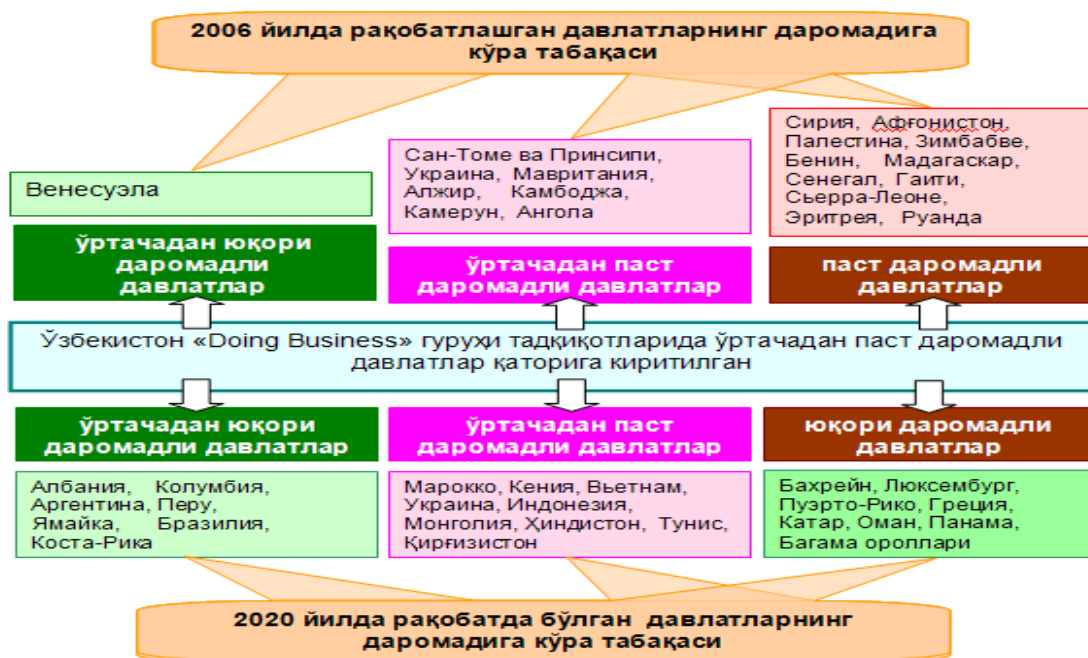 2006 йилда рақобатлашган давлатларнинг даромадига
кўра табақаси
Венесуэла
Сан-Томе ва Принсипи,
Украина, Мавритания,
Алжир, Камбоджа,
Камерун, Ангола
Сирия, Афғонистон,
Палестина, Зимбабве,
Бенин, Мадагаскар,
Сенегал, Гаити,
Сьерра-Леоне,
Эритрея, Руанда
ўртачадан юқори
даромадли
давлатлар
ўртачадан паст
даромадли давлатлар
паст даромадли
давлатлар
Ўзбекистон «Doing Business» гуруҳи тадқиқотларида ўртачадан паст даромадли
давлатлар қаторига киритилган
ўртачадан юқори
даромадли давлатлар
ўртачадан паст
даромадли давлатлар
юқори даромадли
давлатлар
Албания, Колумбия,
Аргентина, Перу,
Ямайка, Бразилия,
Коста-Рика
Марокко, Кения, Вьетнам,
Украина, Индонезия,
Монголия, Ҳиндистон, Тунис,
Қирғизистон
Бахрейн, Люксембург,
Пуэрто-Рико, Греция,
Катар, Оман, Панама,
Багама ороллари
2020 йилда рақобатда бўлган давлатларнинг
даромадига кўра табақаси